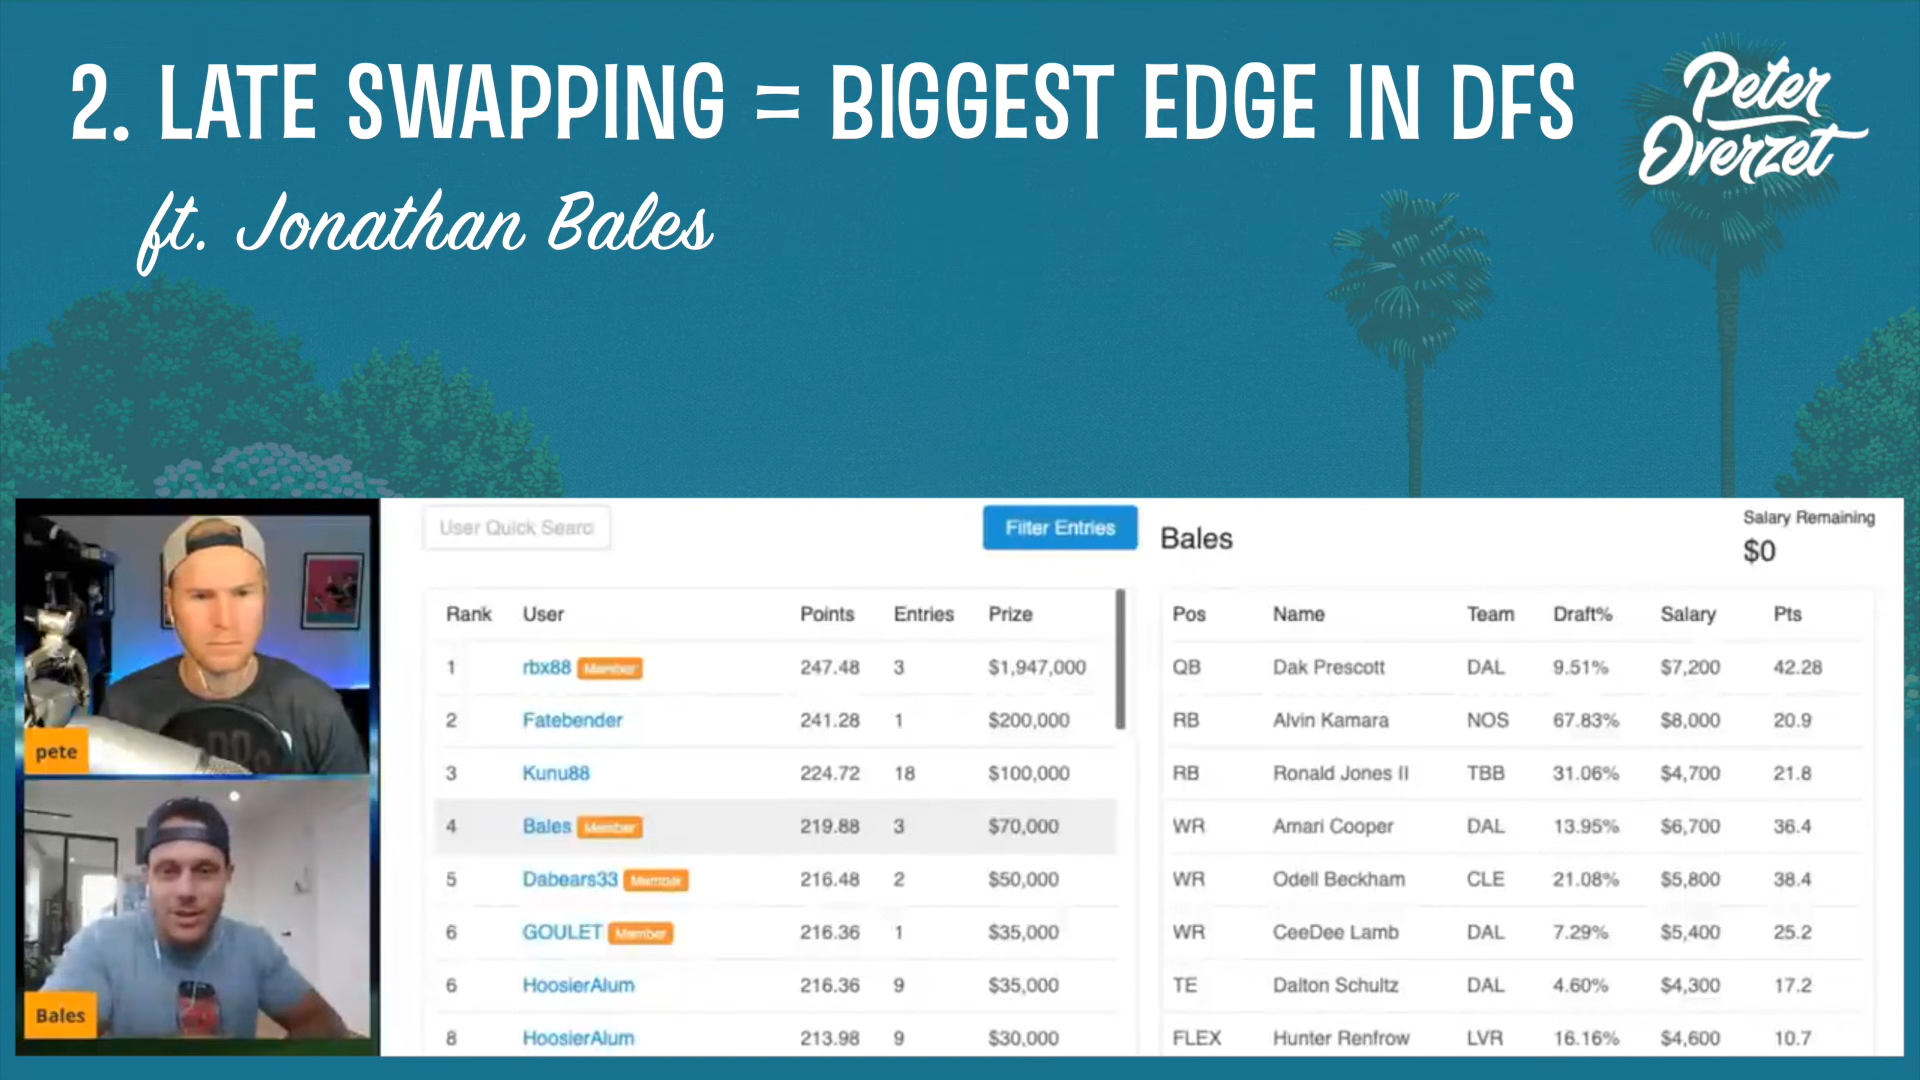 2. LATE SWAPPING = BIGGEST EDGE IN DFS
ft. Jonathan Bales
Peter
Overzet
pete
Bales
User Quick Searc
Filter Entries
Rank User Points Entries Prize
1 rbx88 Member 247.48 3 $1,947,000
2 Fatebender 241.28 1 $200,000
3 Kunu88 224.72 18 $100,000
4 Bales Member 219.88 3 $70,000
5 Dabears33 Member 216.48 2 $50,000
6 GOULET Member 216.36 1 $35,000
6 HoosierAlum 216.36 9 $35,000
8 HoosierAlum 213.98 9 $30,000
Bales
Salary Remaining
$0
Pos Name Team Draft% Salary Pts
QB Dak Prescott DAL 9.51% $7,200 42.28
RB Alvin Kamara NOS 67.83% $8,000 20.9
RB Ronald Jones II TBB 31.06% $4,700 21.8
WR Amari Cooper DAL 13.95% $6,700 36.4
WR Odell Beckham CLE 21.08% $5,800 38.4
WR CeeDee Lamb DAL 7.29% $5,400 25.2
TE Dalton Schultz DAL 4.60% $4,300 17.2
FLEX Hunter Renfrow LVR 16.16% $4,600 10.7